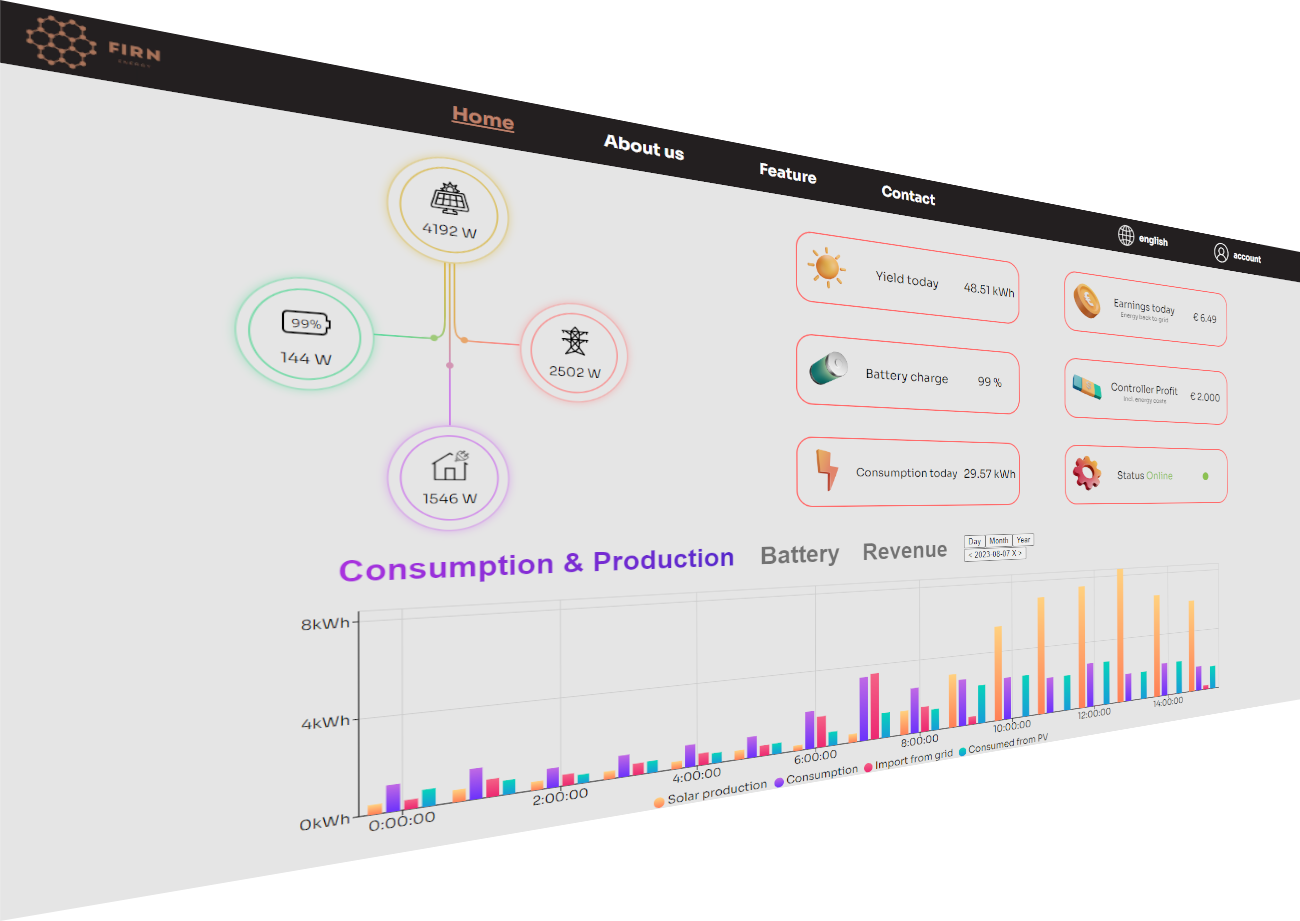 FIRN
ENERGY
Home
About us
Feature
Contact
english
account
4192 W
99%
144 W
2502 W
1546 W
Yield today 48.51 kWh
Earnings today € 6.49
Energy back to grid
Battery charge 99 %
Controller Profit € 2.000
Incl. energy costs
Consumption today 29.57 kWh
Status Online
Consumption & Production Battery Revenue
Day Month Year
< 2023-08-07 X >
8kWh
4kWh
0kWh
0:00:00 2:00:00 4:00:00 6:00:00 8:00:00 10:00:00 12:00:00 14:00:00
Solar production Consumption Import from grid Consumed from PV